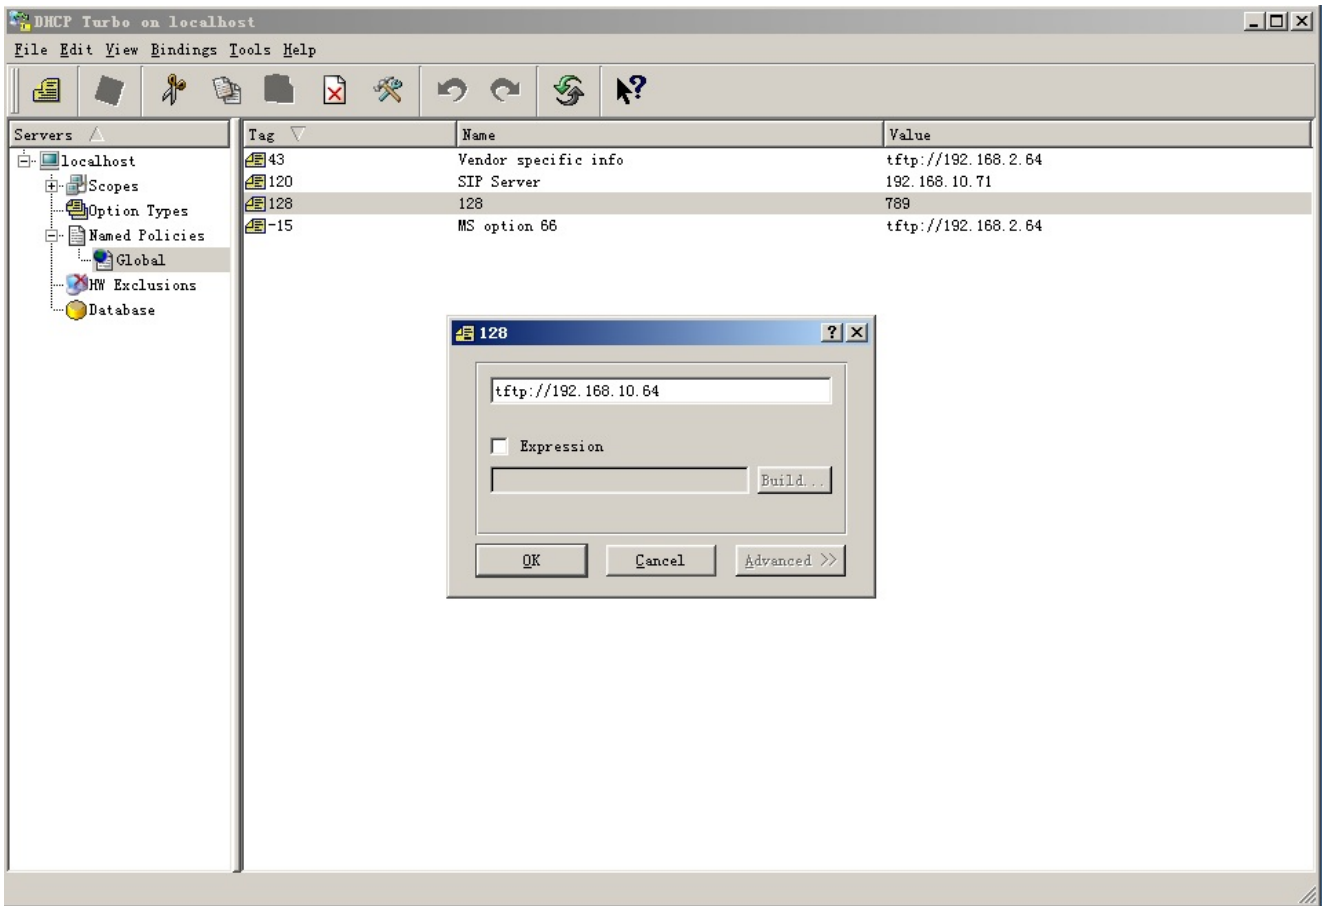 DHCP Turbo on localhost
File Edit View Bindings Tools Help
Servers Tag Name Value
localhost
Scopes
Option Types
Named Policies
Global
HW Exclusions
Database
43 Vendor specific info tftp://192.168.2.64
120 SIP Server 192.168.10.71
128 128 789
-15 MS option 66 tftp://192.168.2.64
128
tftp://192.168.10.64
Expression
Build...
OK Cancel Advanced >>